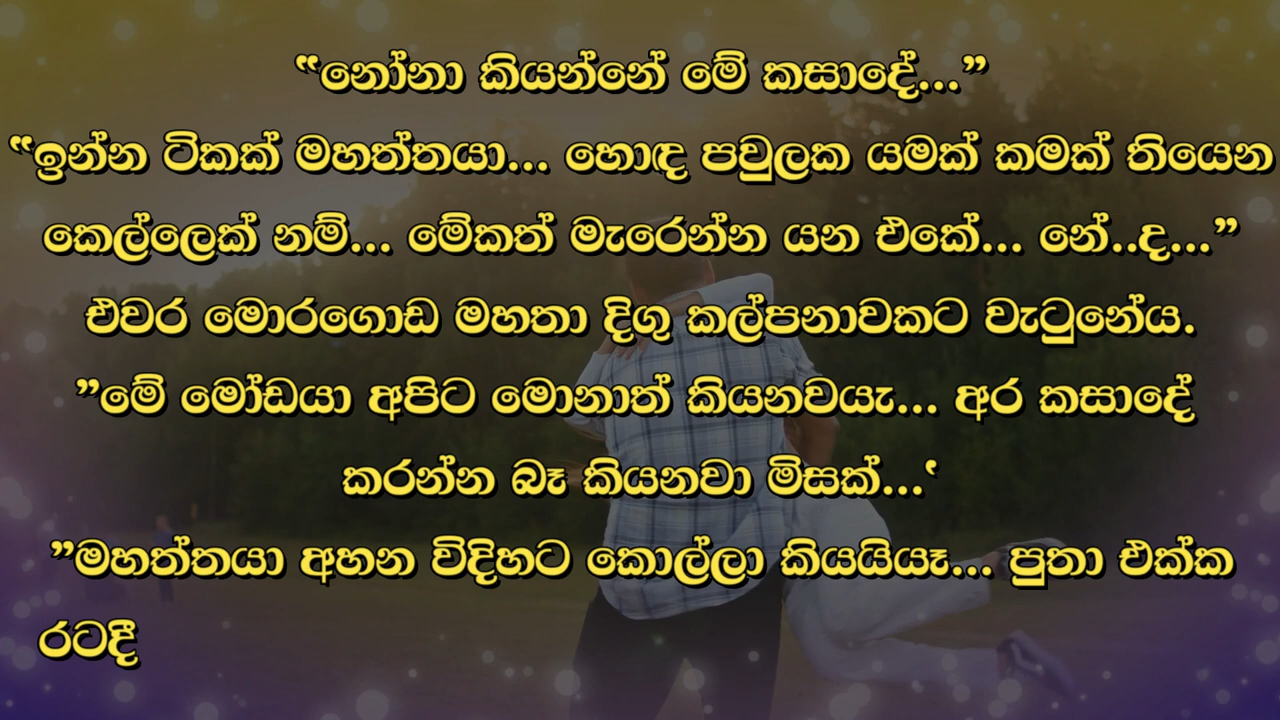 “නෝනා කියන්නේ මේ කසාදේ...”
“ඉන්න ටිකක් මහත්තයා... හොඳ පවුලක යමක් කමක් තියෙන
කෙල්ලෙක් නම්... මේකත් මැරෙන්න යන එකේ... නේ..ද...”
එවර මොරගොඩ මහතා දිගු කල්පනාවකට වැටුනේය.
”මේ මෝඩයා අපිට මොනාත් කියනවයැ... අර කසාදේ
කරන්න බෑ කියනවා මිසක්...‛
”මහත්තයා අහන විදිහට කොල්ලා කියයියෑ... පුතා එක්ක
රටදී